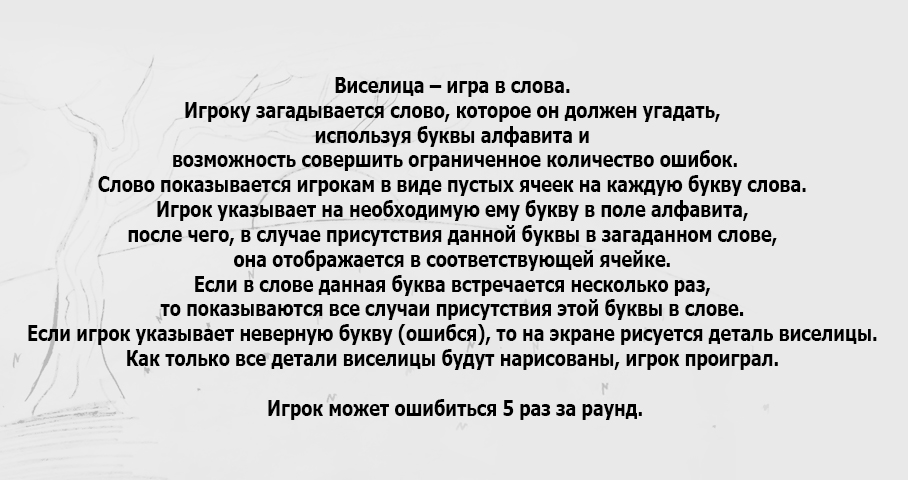 Виселица – игра в слова.
Игроку загадывается слово, которое он должен угадать,
используя буквы алфавита и
возможность совершить ограниченное количество ошибок.
Слово показывается игрокам в виде пустых ячеек на каждую букву слова.
Игрок указывает на необходимую ему букву в поле алфавита,
после чего, в случае присутствия данной буквы в загаданном слове,
она отображается в соответствующей ячейке.
Если в слове данная буква встречается несколько раз,
то показываются все случаи присутствия этой буквы в слове.
Если игрок указывает неверную букву (ошибся), то на экране рисуется деталь виселицы.
Как только все детали виселицы будут нарисованы, игрок проиграл.
Игрок может ошибиться 5 раз за раунд.